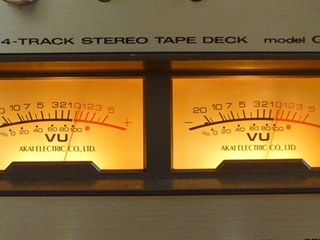 4-TRACK STEREO TAPE DECK model
20 10 7 5 3 2 1 0 1 2 3 5 +
% 0 20 40 60 80 100
VU
AKAI ELECTRIC CO., LTD.
- 20 10 7 5 3 2 1 0 1 2 3 5 +
% 0 20 40 60 80 100
VU
AKAI ELECTRIC CO., LTD.